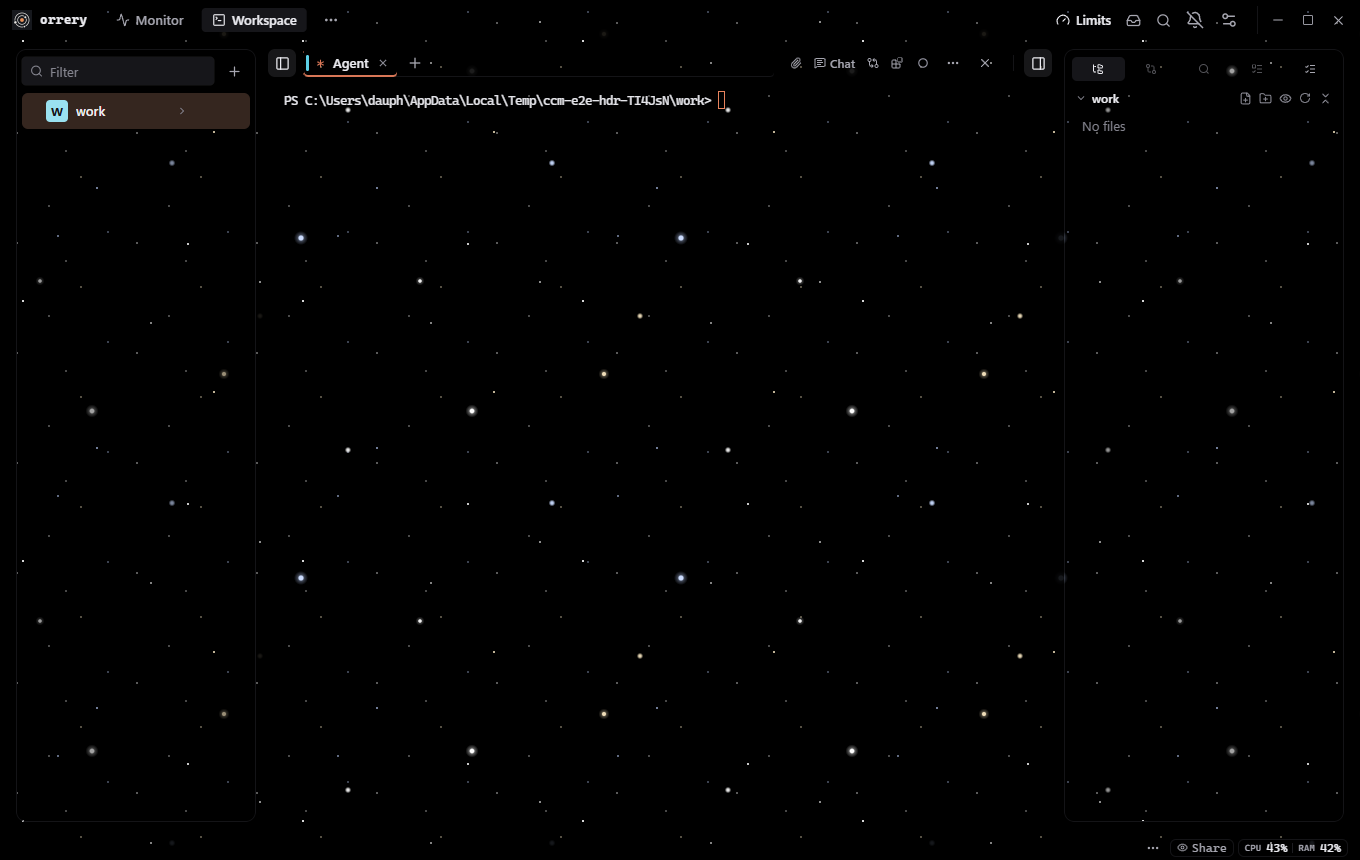 orrery
Monitor
Workspace
Limits
Filter
W work
Agent
Chat
PS C:\Users\dauph\AppData\Local\Temp\ccm-e2e-hdr-TI4JsN\work>
work
No files
Share
CPU 43%
RAM 42%